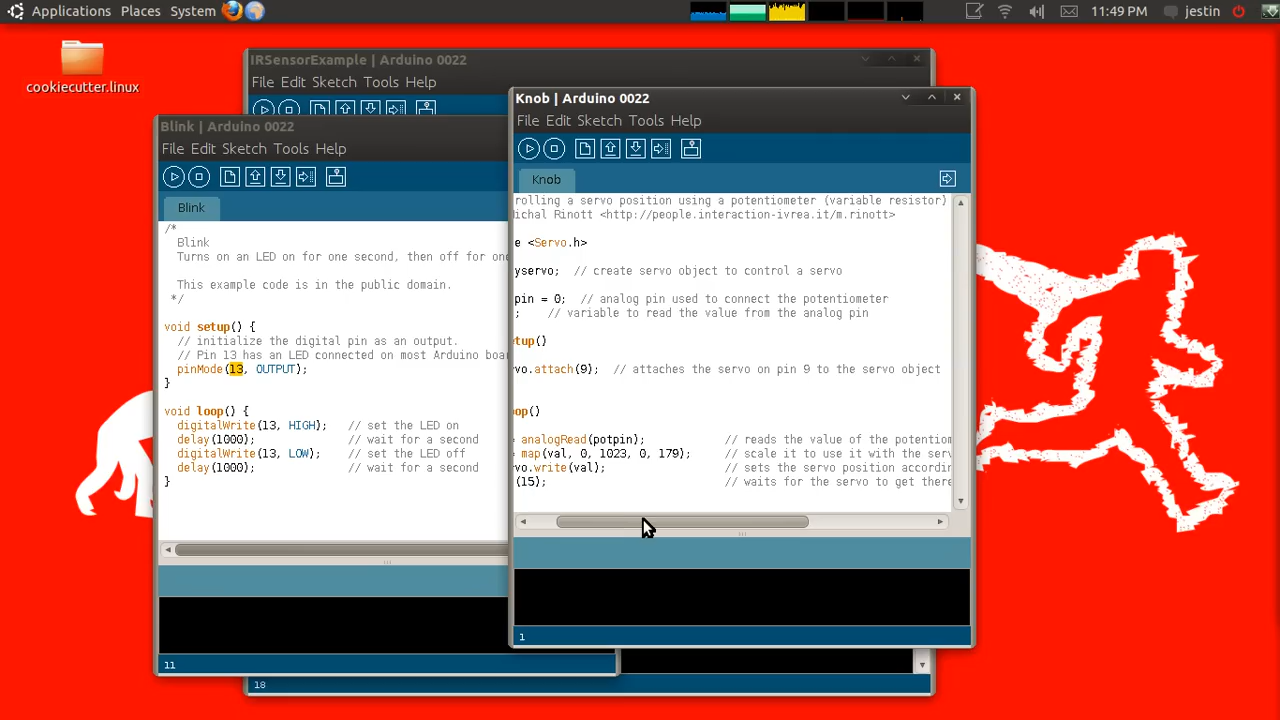 Applications Places System
11:49 PM jestin
cookiecutter.linux
IRSensorExample | Arduino 0022
File Edit Sketch Tools Help
Blink | Arduino 0022
File Edit Sketch Tools Help
Blink
/*
Blink
Turns on an LED on for one second, then off for one
This example code is in the public domain.
*/
void setup() {
// initialize the digital pin as an output.
// Pin 13 has an LED connected on most Arduino boar
pinMode(13, OUTPUT);
}
void loop() {
digitalWrite(13, HIGH); // set the LED on
delay(1000); // wait for a second
digitalWrite(13, LOW); // set the LED off
delay(1000); // wait for a second
}
11
Knob | Arduino 0022
File Edit Sketch Tools Help
Knob
rolling a servo position using a potentiometer (variable resistor)
ichal Rinott <http://people.interaction-ivrea.it/m.rinott>
e <Servo.h>
yservo; // create servo object to control a servo
pin = 0; // analog pin used to connect the potentiometer
; // variable to read the value from the analog pin
etup()
vo.attach(9); // attaches the servo on pin 9 to the servo object
oop()
= analogRead(potpin); // reads the value of the potentiom
= map(val, 0, 1023, 0, 179); // scale it to use it with the serv
vo.write(val); // sets the servo position accordin
(15); // waits for the servo to get there
1
18